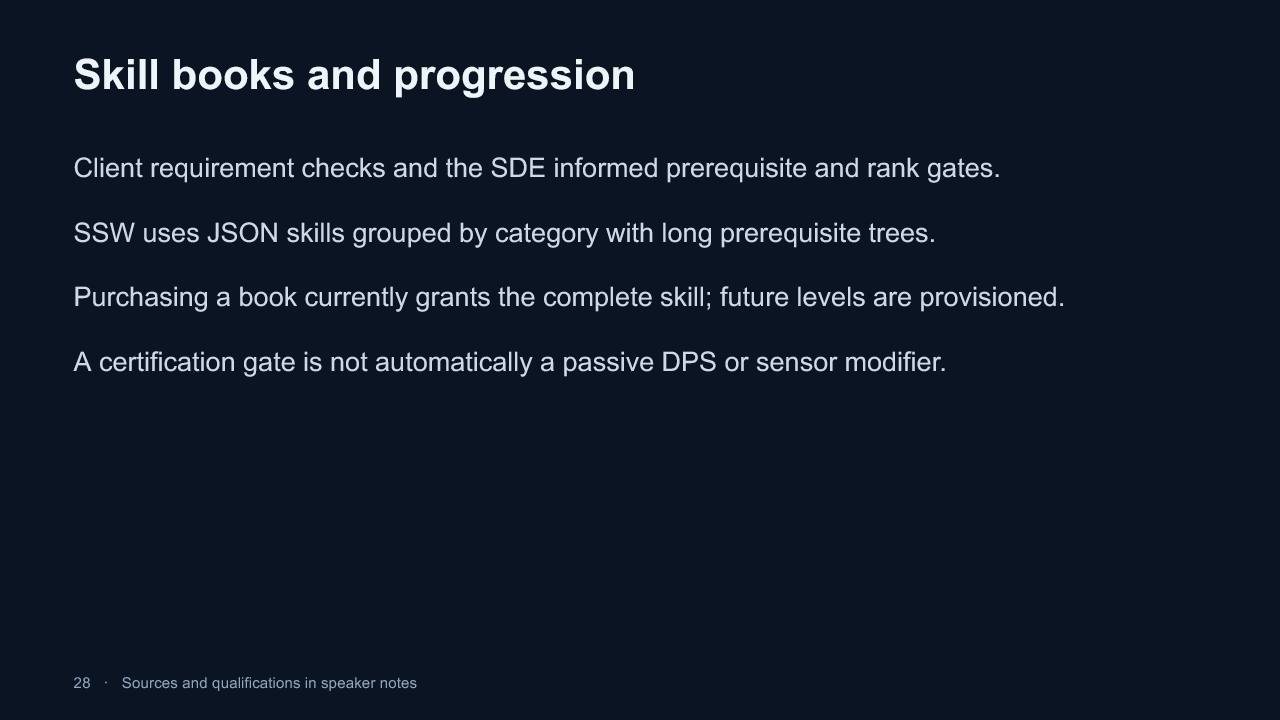 Skill books and progression
Client requirement checks and the SDE informed prerequisite and rank gates.
SSW uses JSON skills grouped by category with long prerequisite trees.
Purchasing a book currently grants the complete skill; future levels are provisioned.
A certification gate is not automatically a passive DPS or sensor modifier.
28 · Sources and qualifications in speaker notes